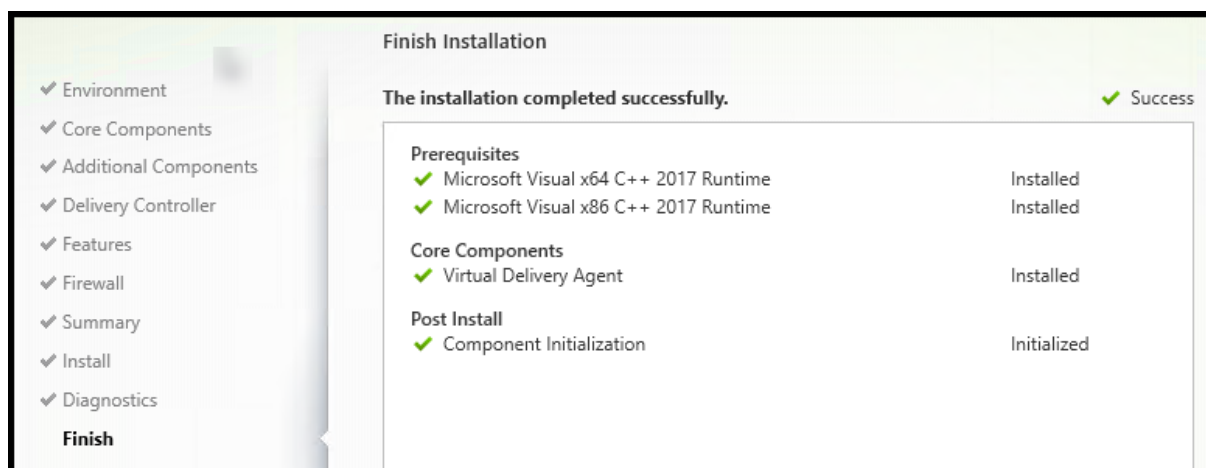 Finish Installation
Environment
Core Components
Additional Components
Delivery Controller
Features
Firewall
Summary
Install
Diagnostics
Finish
The installation completed successfully.
Success
Prerequisites
Microsoft Visual x64 C++ 2017 Runtime Installed
Microsoft Visual x86 C++ 2017 Runtime Installed
Core Components
Virtual Delivery Agent Installed
Post Install
Component Initialization Initialized